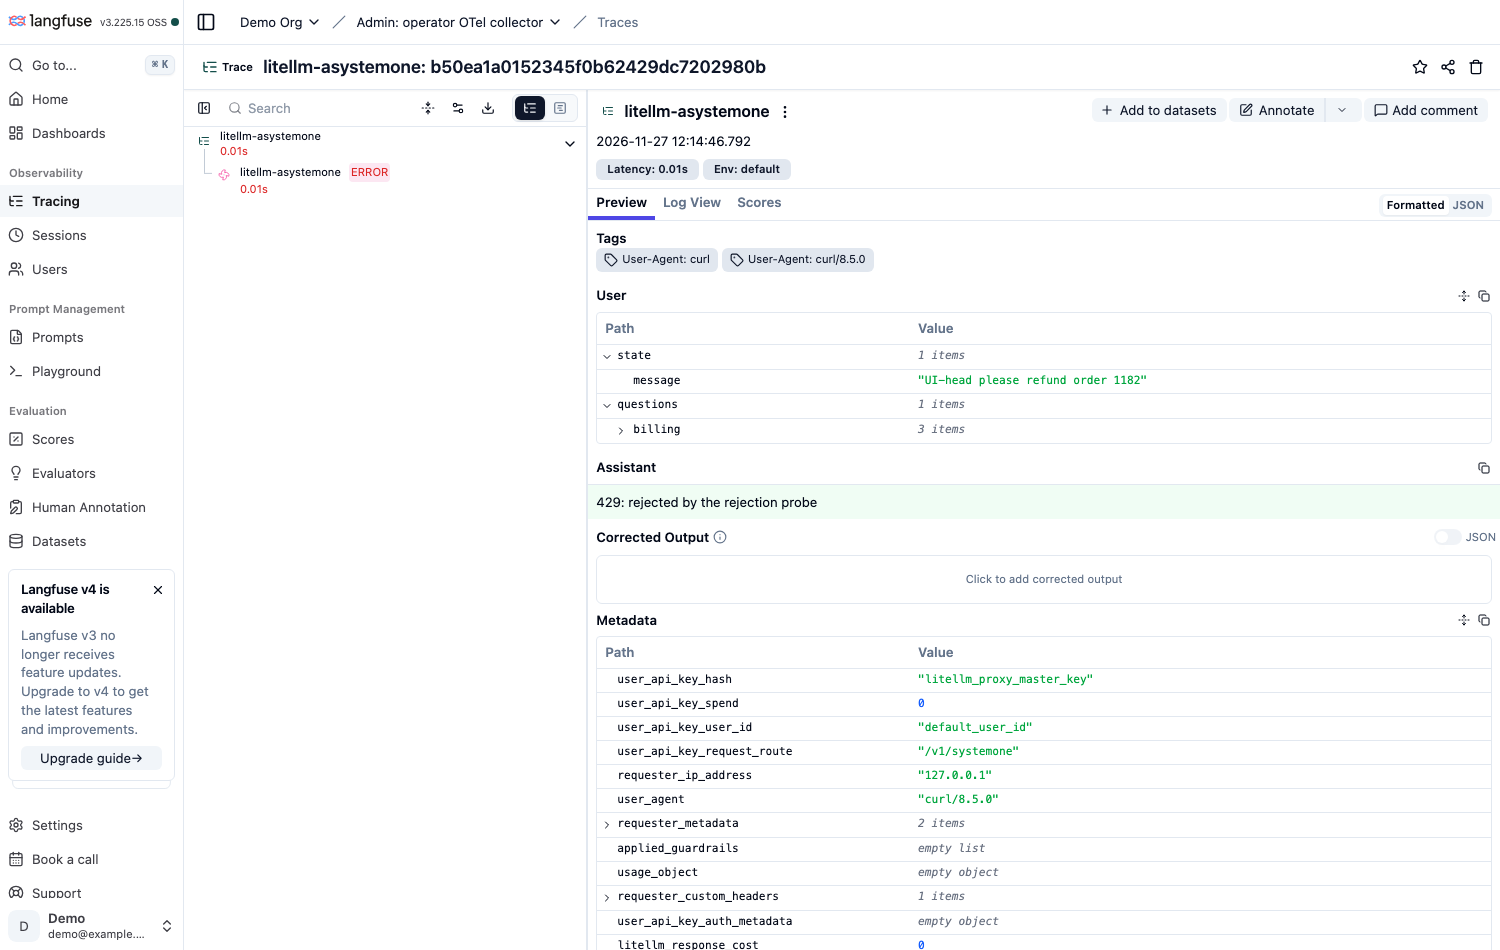 langfuse v3.225.15 OSS
Demo Org
Admin: operator OTel collector
Traces
Go to...
⌘ K
Home
Dashboards
Observability
Tracing
Sessions
Users
Prompt Management
Prompts
Playground
Evaluation
Scores
Evaluators
Human Annotation
Datasets
Langfuse v4 is
available
Langfuse v3 no
longer receives
feature updates.
Upgrade to v4 to get
the latest features
and improvements.
Upgrade guide→
Settings
Book a call
Support
D
Demo
demo@example....
Trace
litellm-asystemone: b50ea1a0152345f0b62429dc7202980b
Search
litellm-asystemone
0.01s
litellm-asystemone ERROR
0.01s
litellm-asystemone
Add to datasets
Annotate
Add comment
2026-11-27 12:14:46.792
Latency: 0.01s
Env: default
Preview
Log View
Scores
Formatted
JSON
Tags
User-Agent: curl
User-Agent: curl/8.5.0
User
Path Value
state 1 items
message "UI-head please refund order 1182"
questions 1 items
billing 3 items
Assistant
429: rejected by the rejection probe
Corrected Output
JSON
Click to add corrected output
Metadata
Path Value
user_api_key_hash "litellm_proxy_master_key"
user_api_key_spend 0
user_api_key_user_id "default_user_id"
user_api_key_request_route "/v1/systemone"
requester_ip_address "127.0.0.1"
user_agent "curl/8.5.0"
requester_metadata 2 items
applied_guardrails empty list
usage_object empty object
requester_custom_headers 1 items
user_api_key_auth_metadata empty object
litellm_response_cost 0